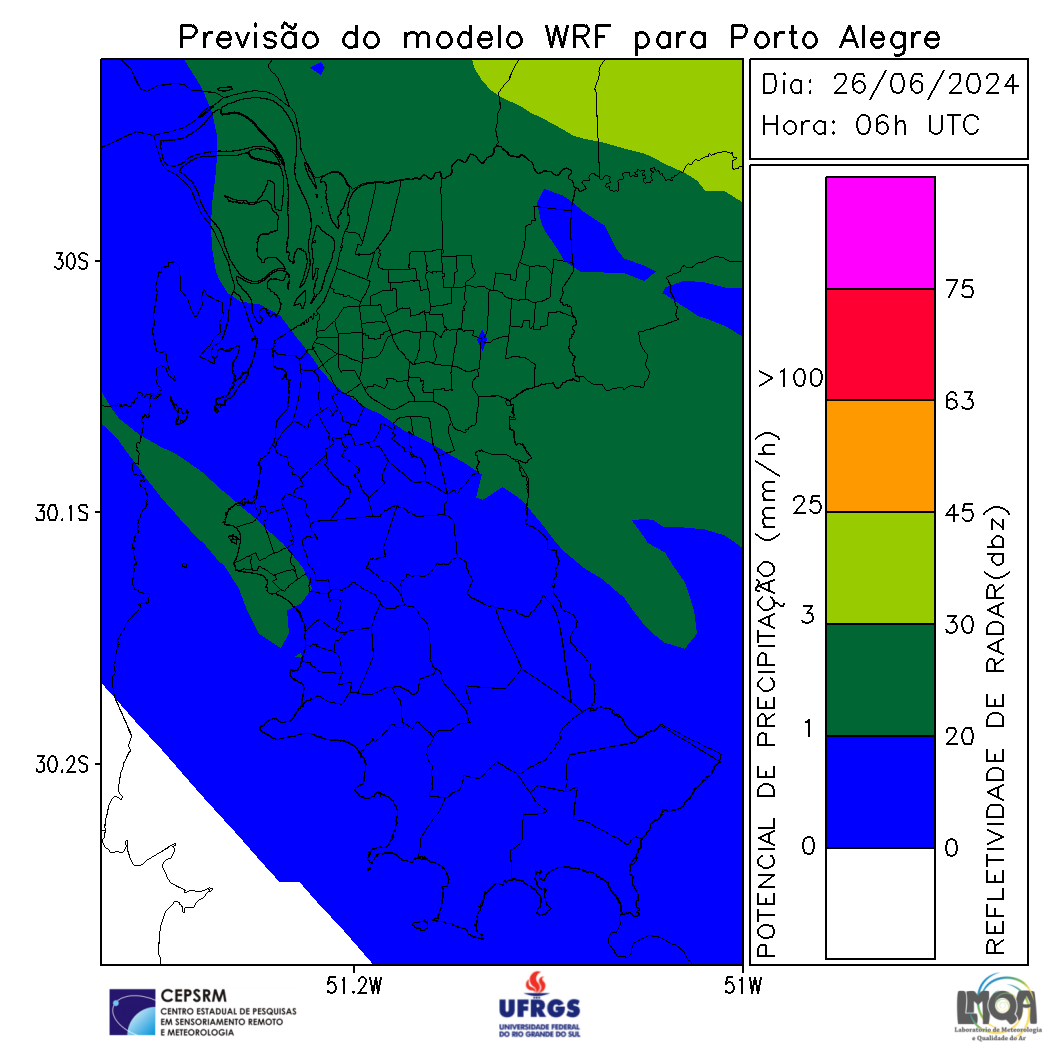 Previsão do modelo WRF para Porto Alegre
Dia: 26/06/2024
Hora: 06h UTC
30S
30.1S
30.2S
51.2W
51W
POTENCIAL DE PRECIPITAÇÃO (mm/h)
>100
25
3
1
0
75
63
45
30
20
0
REFLETIVIDADE DE RADAR(dbz)
CEPSRM
CENTRO ESTADUAL DE PESQUISAS
EM SENSORIAMENTO REMOTO
E METEOROLOGIA
UFRGS
UNIVERSIDADE FEDERAL
DO RIO GRANDE DO SUL
LMQA
Laboratório de Meteorologia
e Qualidade do Ar